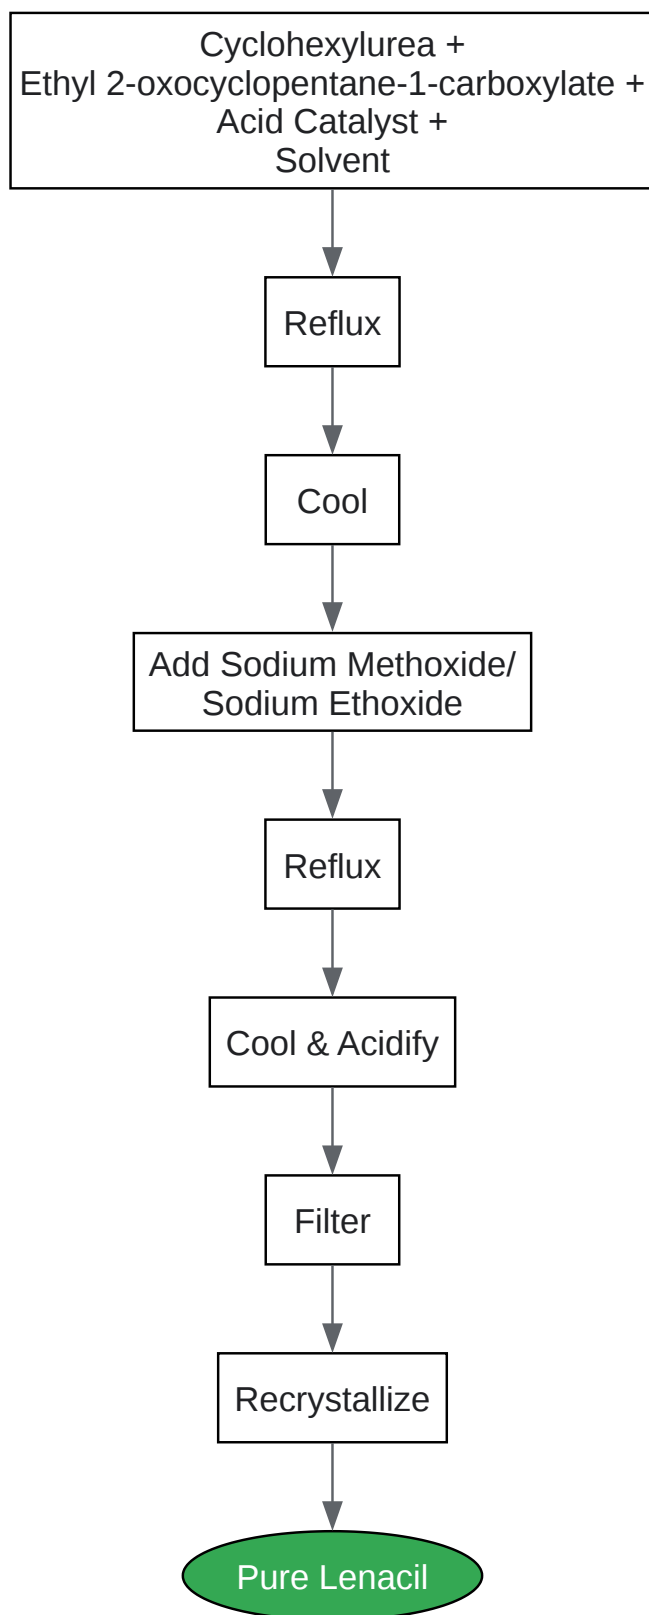 Cyclohexylurea +
Ethyl 2-oxocyclopentane-1-carboxylate +
Acid Catalyst +
Solvent
Reflux
Cool
Add Sodium Methoxide/
Sodium Ethoxide
Reflux
Cool & Acidify
Filter
Recrystallize
Pure Lenacil